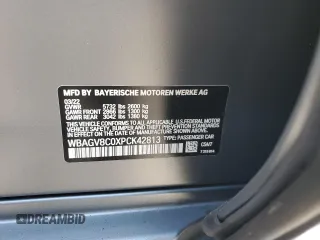 MFD BY BAYERISCHE MOTOREN WERKE AG
03/22
GVWR 5732 lbs 2600 kg
GAWR FRONT 2866 lbs 1300 kg
GAWR REAR 3042 lbs 1380 kg
THIS VEHICLE CONFORMS TO ALL APPLICABLE U.S. FEDERAL MOTOR
VEHICLE SAFETY, BUMPER, AND THEFT PREVENTION STANDARDS IN EFFECT ON THE
DATE OF MANUFACTURE SHOWN ABOVE.
WBAGV8C0XPCK42813 TYPE: PASSENGER CAR
DREAMBID